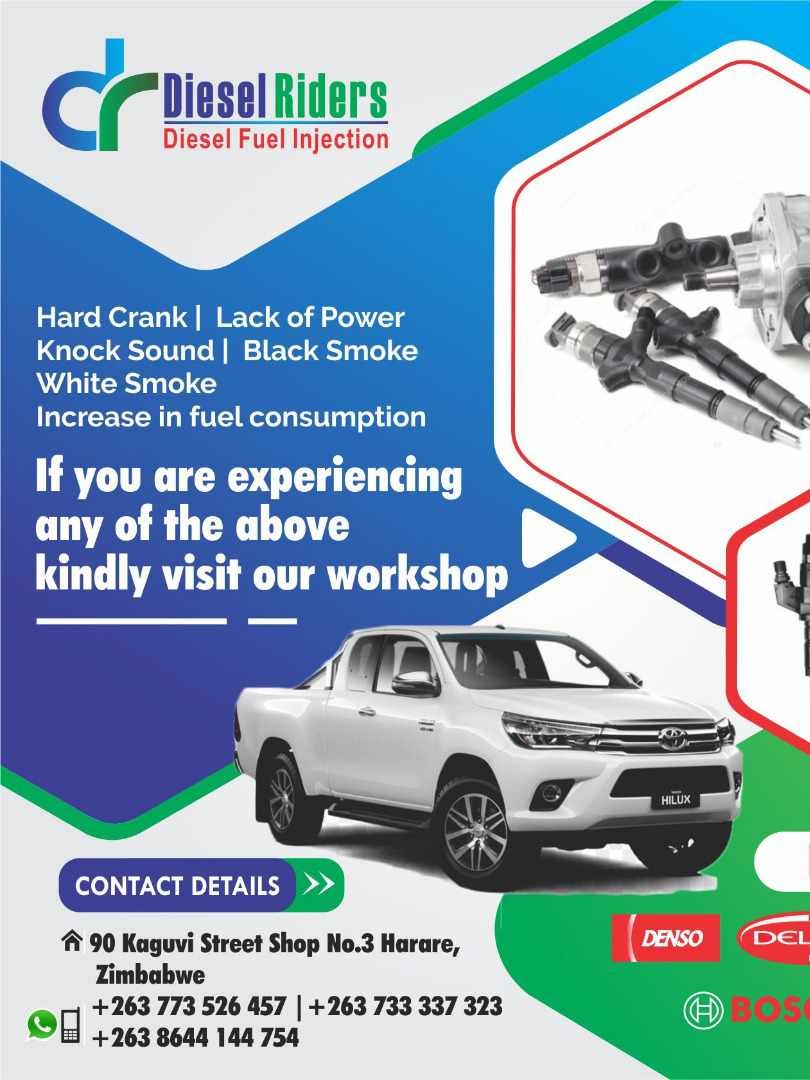 dr Diesel Riders
Diesel Fuel Injection
Hard Crank | Lack of Power
Knock Sound | Black Smoke
White Smoke
Increase in fuel consumption
If you are experiencing
any of the above
kindly visit our workshop
HILUX
CONTACT DETAILS >>
90 Kaguvi Street Shop No.3 Harare,
Zimbabwe
+263 773 526 457 | +263 733 337 323
+263 8644 144 754
DENSO